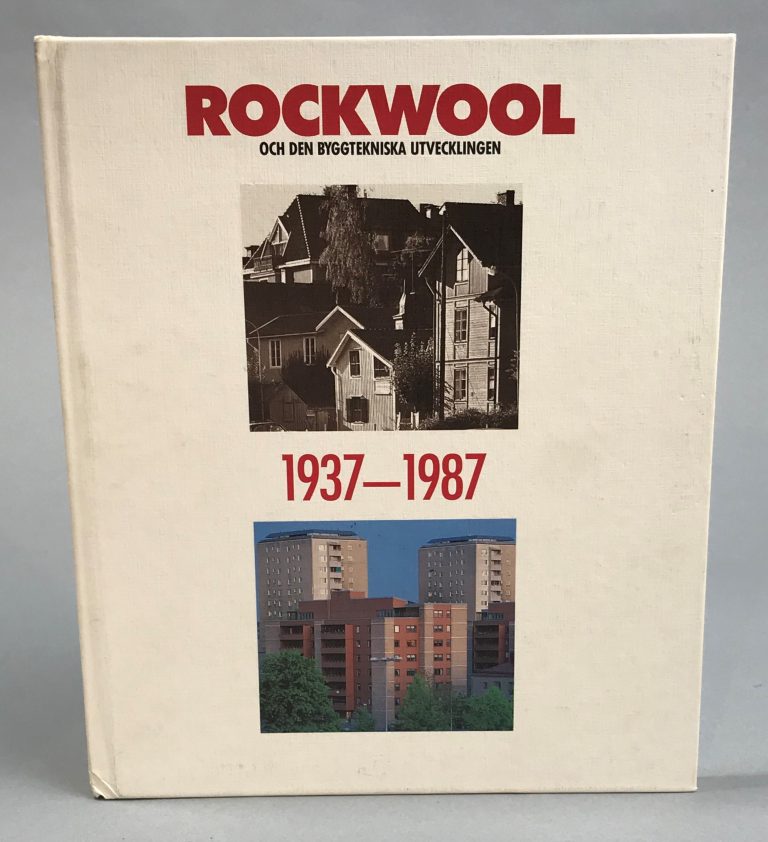 ROCKWOOL
OCH DEN BYGGTEKNISKA UTVECKLINGEN
1937—1987